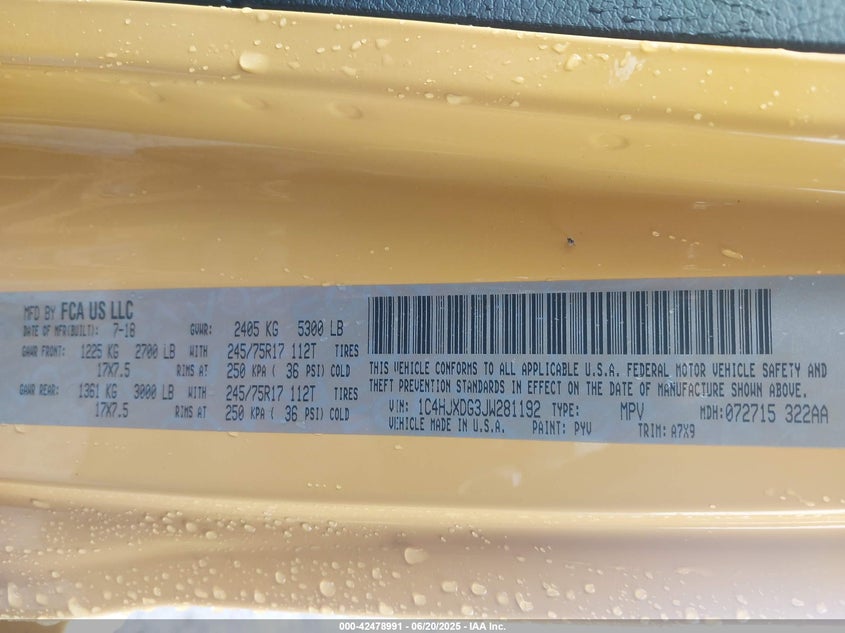 MFD BY FCA US LLC
DATE OF MFR(BUILT): 7-18 GVWR: 2405 KG 5300 LB
GAWR FRONT: 1225 KG 2700 LB WITH 245/75R17 112T TIRES
17X7.5 RIMS AT 250 KPA ( 36 PSI) COLD
GAWR REAR: 1361 KG 3000 LB WITH 245/75R17 112T TIRES
17X7.5 RIMS AT 250 KPA ( 36 PSI) COLD
THIS VEHICLE CONFORMS TO ALL APPLICABLE U.S.A. FEDERAL MOTOR VEHICLE SAFETY AND
THEFT PREVENTION STANDARDS IN EFFECT ON THE DATE OF MANUFACTURE SHOWN ABOVE.
VIN: 1C4HJXDG3JW281192 TYPE: MPV MDH: 072715 322AA
VEHICLE MADE IN U.S.A. PAINT: PYV TRIM: A7X9
000-42478991 - 06/20/2025 - IAA Inc.